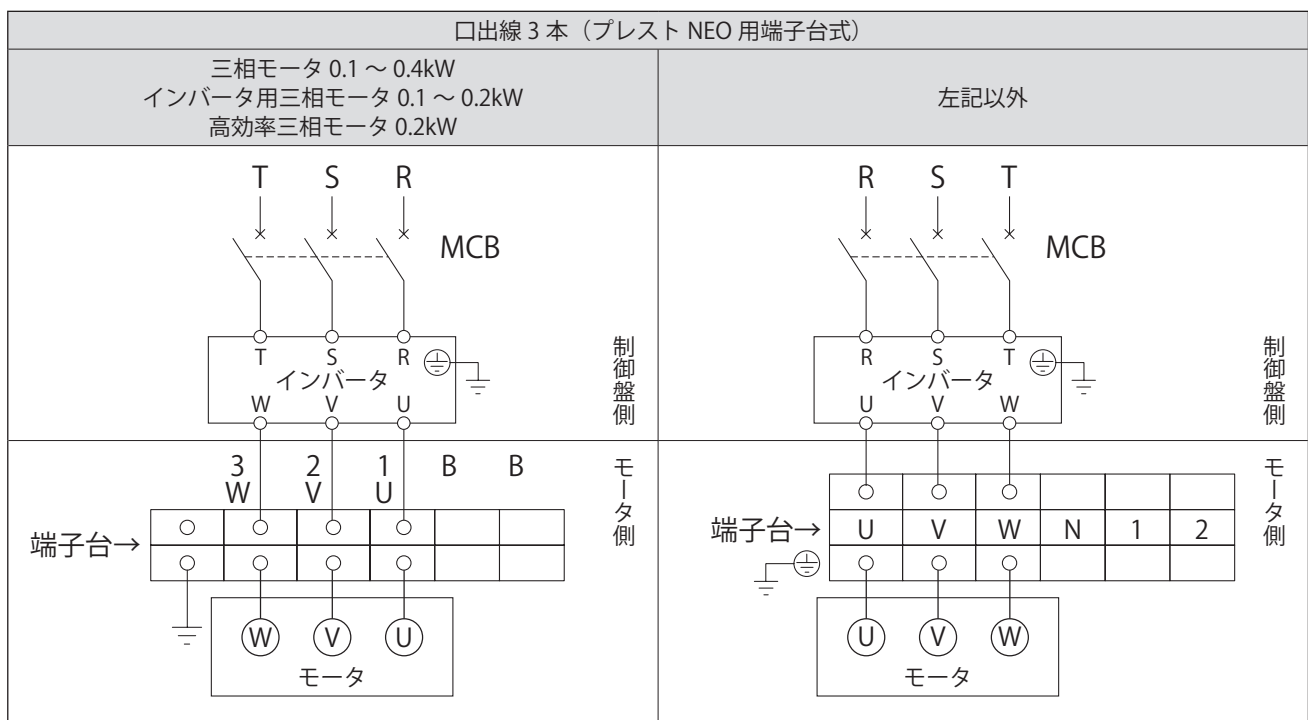 口出線 3 本（プレスト NEO 用端子台式）
三相モータ 0.1 ～ 0.4kW
インバータ用三相モータ 0.1 ～ 0.2kW
高効率三相モータ 0.2kW
左記以外
T S R
MCB
T S R
インバータ
W V U
制御盤側
3 2 1 B B
W V U
端子台→
W V U
モータ
モータ側
R S T
MCB
R S T
インバータ
U V W
制御盤側
端子台→ U V W N 1 2
U V W
モータ
モータ側